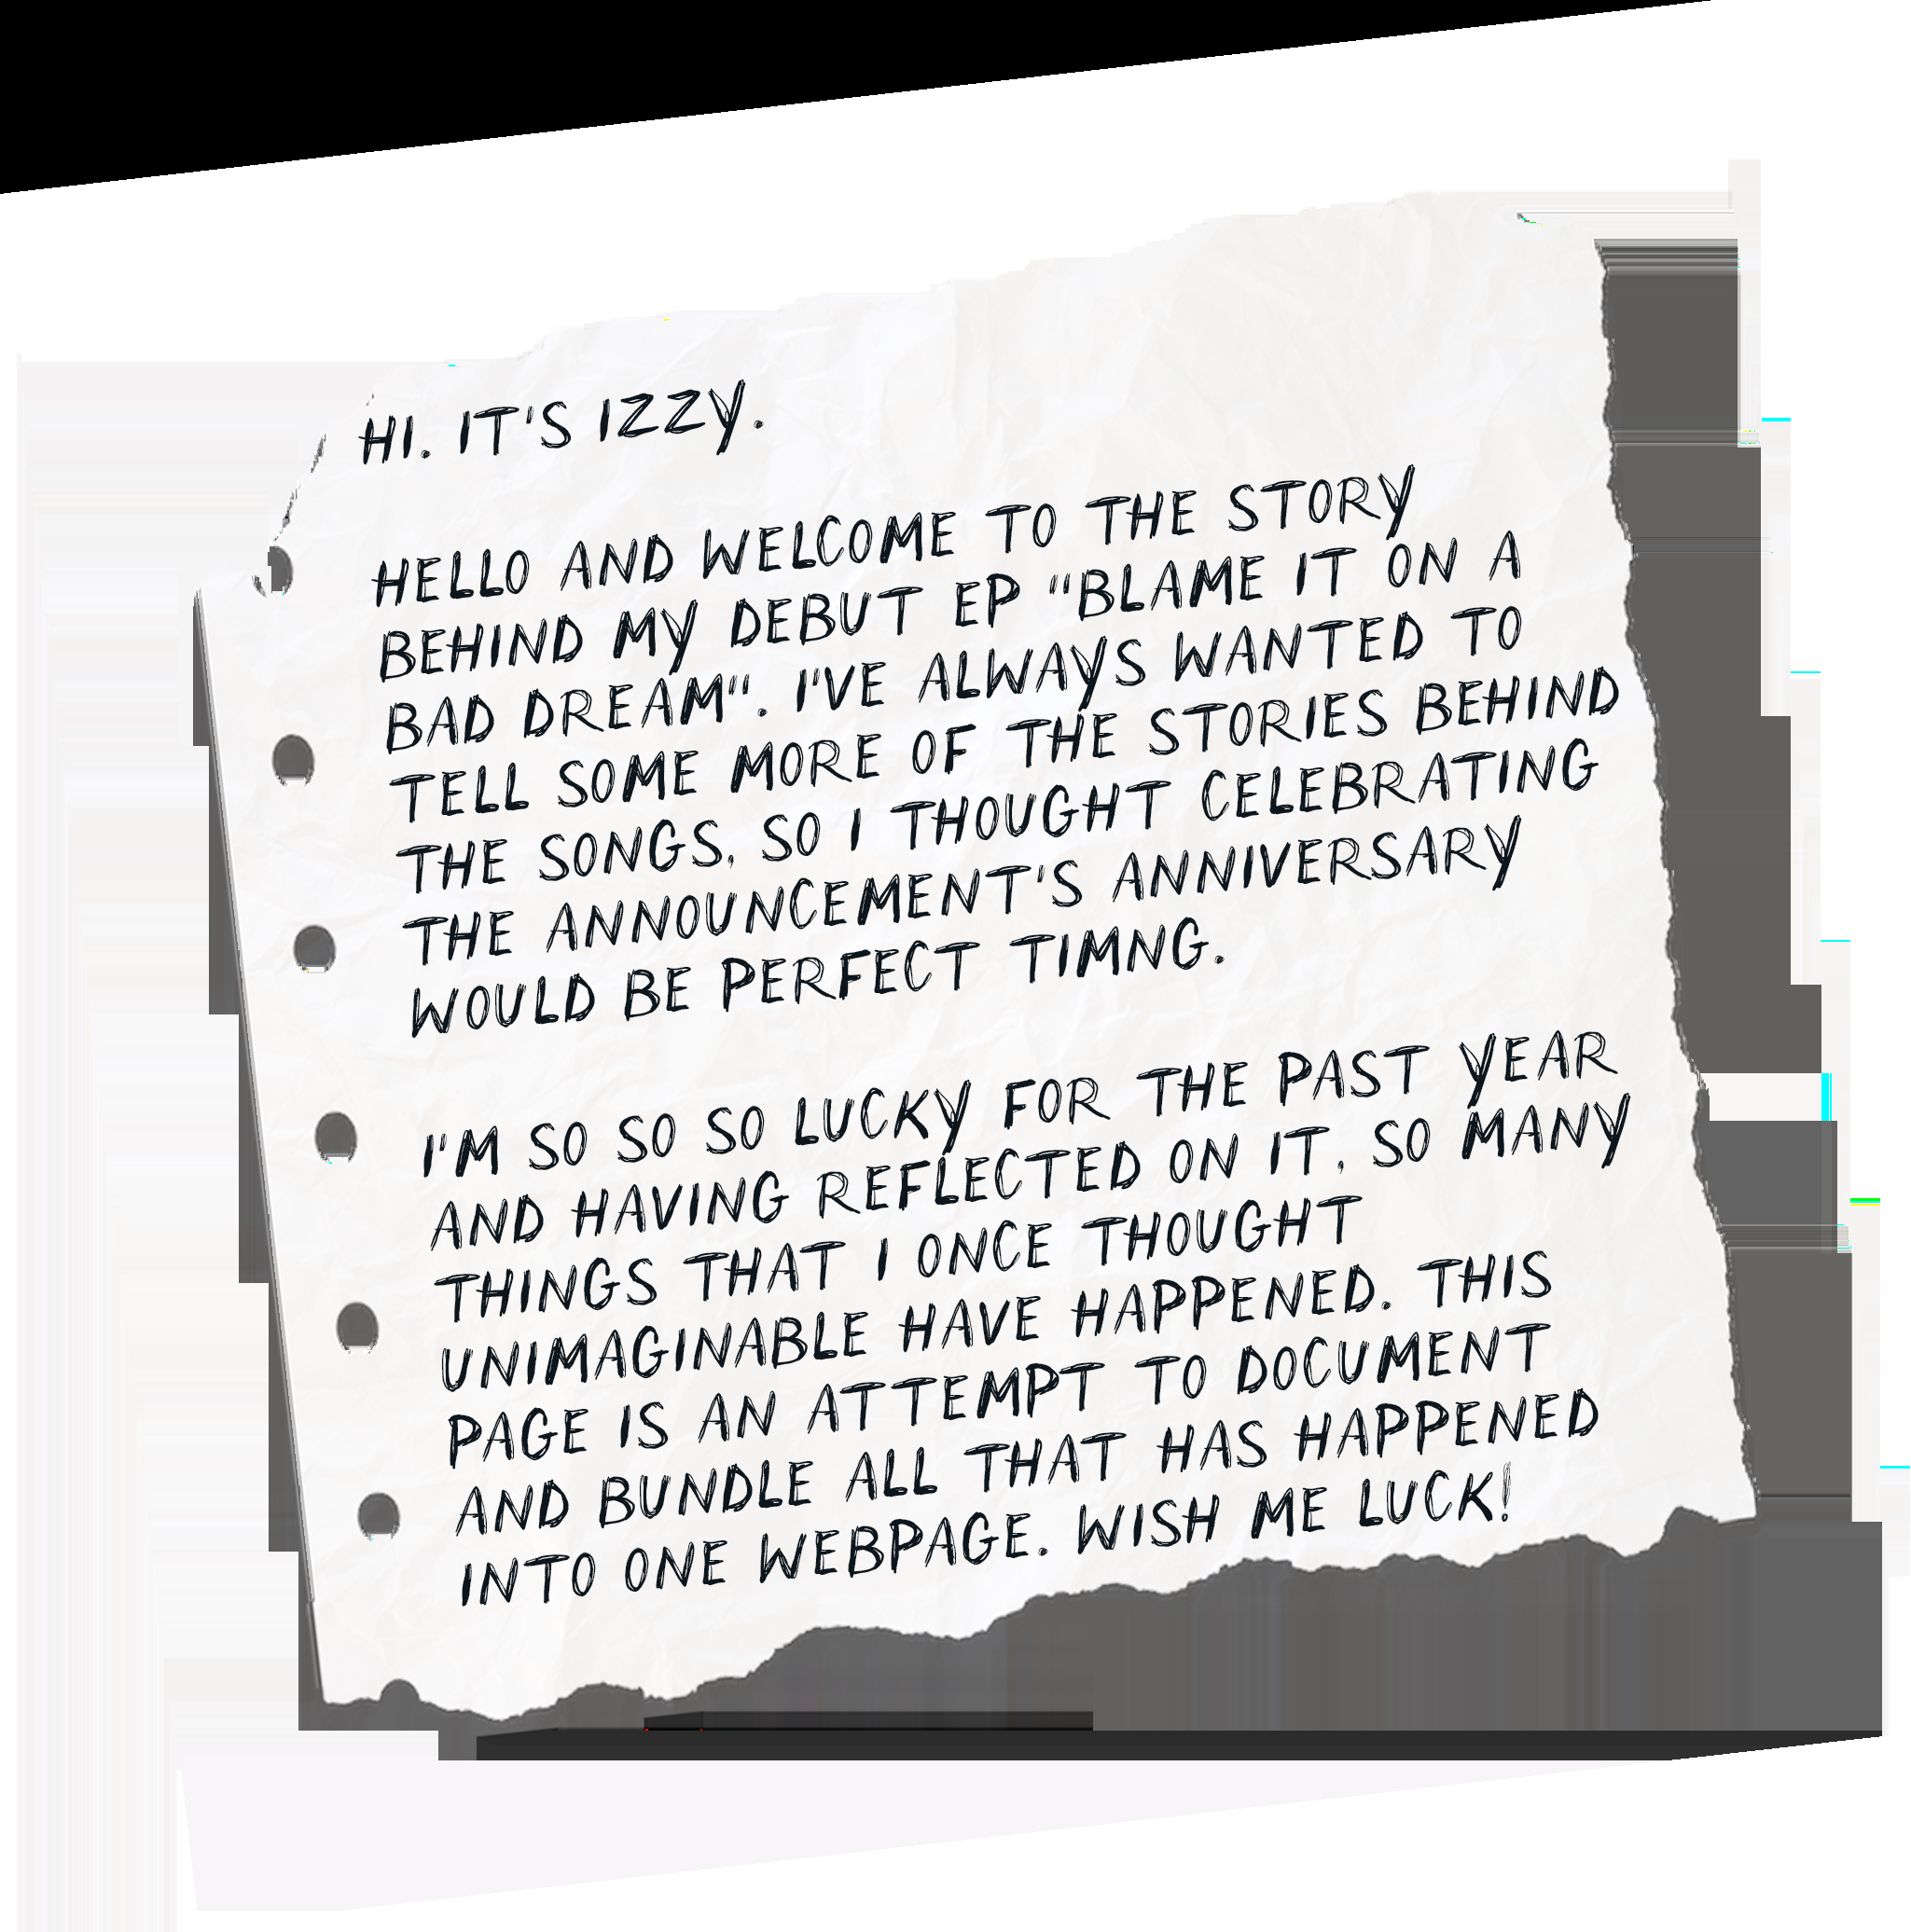 HI. IT'S IZZY.
HELLO AND WELCOME TO THE STORY
BEHIND MY DEBUT EP "BLAME IT ON A
BAD DREAM". I'VE ALWAYS WANTED TO
TELL SOME MORE OF THE STORIES BEHIND
THE SONGS, SO I THOUGHT CELEBRATING
THE ANNOUNCEMENT'S ANNIVERSARY
WOULD BE PERFECT TIMNG.
I'M SO SO SO LUCKY FOR THE PAST YEAR
AND HAVING REFLECTED ON IT, SO MANY
THINGS THAT I ONCE THOUGHT
UNIMAGINABLE HAVE HAPPENED. THIS
PAGE IS AN ATTEMPT TO DOCUMENT
AND BUNDLE ALL THAT HAS HAPPENED
INTO ONE WEBPAGE. WISH ME LUCK!